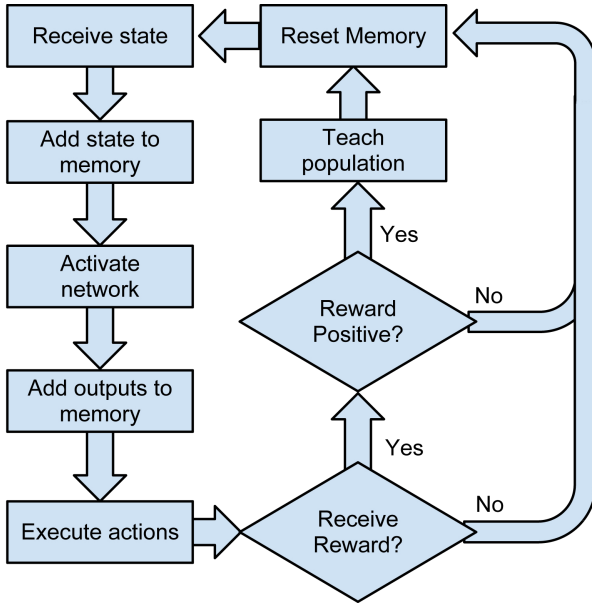 Receive state
Reset Memory
Add state to
memory
Teach
population
Yes
Activate
network
Reward
Positive?
No
Add outputs to
memory
Yes
Execute actions
Receive
Reward?
No